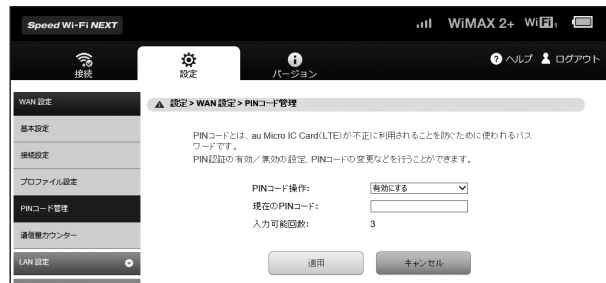 Speed Wi-Fi NEXT
WiMAX 2+ WiFi1
接続
設定
バージョン
ヘルプ ログアウト
WAN 設定
設定 > WAN 設定 > PINコード管理
基本設定
接続設定
プロファイル設定
PINコード管理
通信量カウンター
LAN 設定
PINコードとは、au Micro IC Card(LTE)が不正に利用されることを防ぐために使われるパス
ワードです。
PIN認証の有効／無効の設定、PINコードの変更などを行うことができます。
PINコード操作: 有効にする
現在のPINコード:
入力可能回数: 3
適用 キャンセル